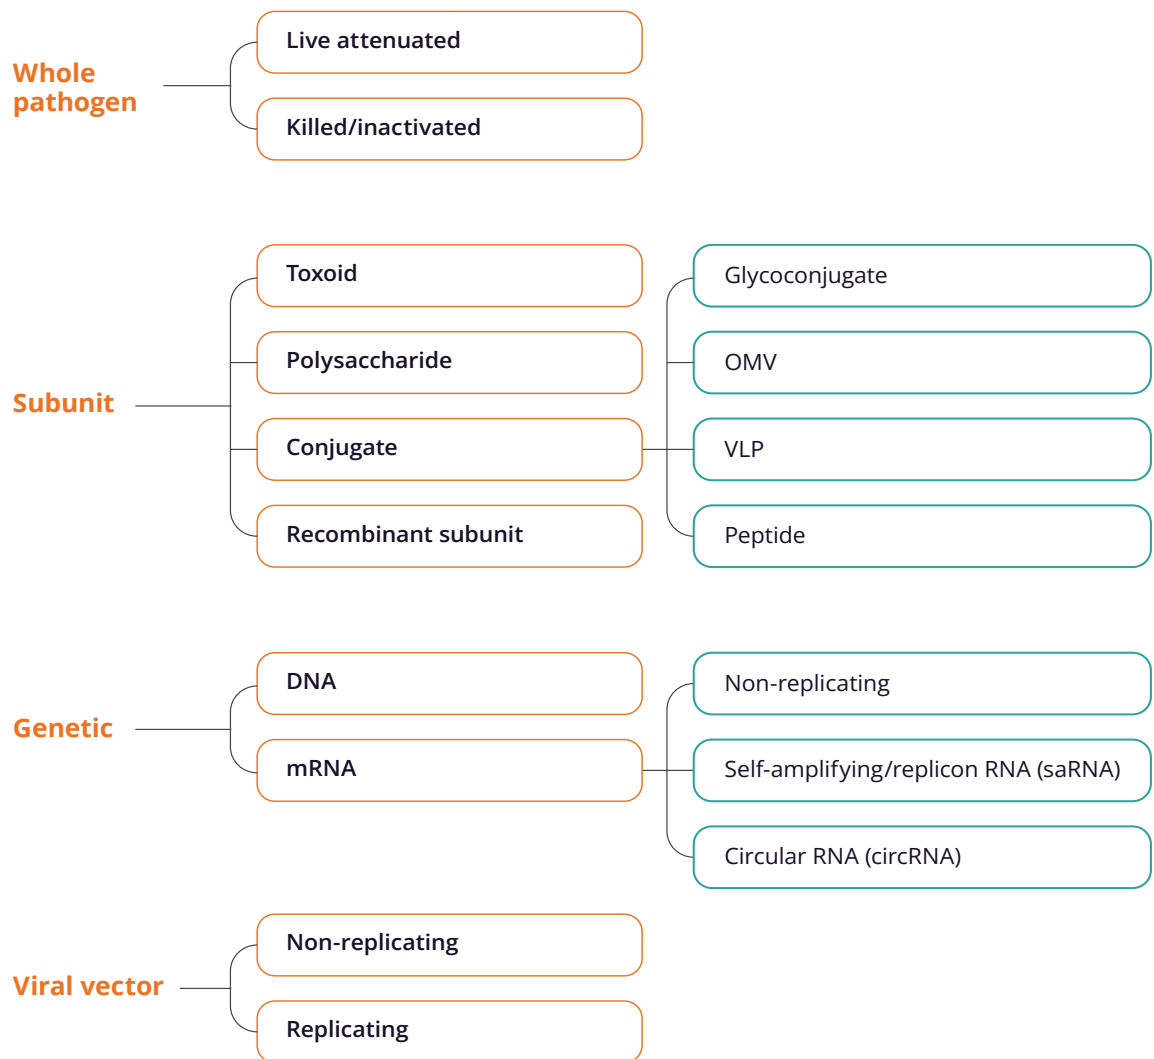 Whole
pathogen
Live attenuated
Killed/inactivated
Subunit
Toxoid
Polysaccharide
Conjugate
Recombinant subunit
Glycoconjugate
OMV
VLP
Peptide
Genetic
DNA
mRNA
Non-replicating
Self-amplifying/replicon RNA (saRNA)
Circular RNA (circRNA)
Viral vector
Non-replicating
Replicating